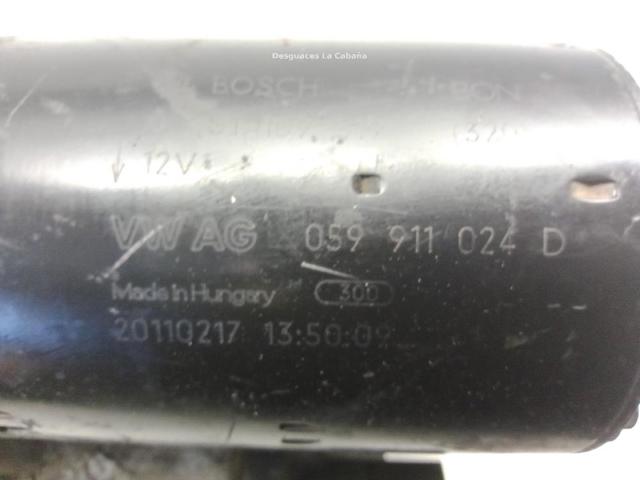 Desguaces La Cabaña
BOSCH
12V
VW AG 059 911 024 D
Made in Hungary 300
20110217 13:50:09